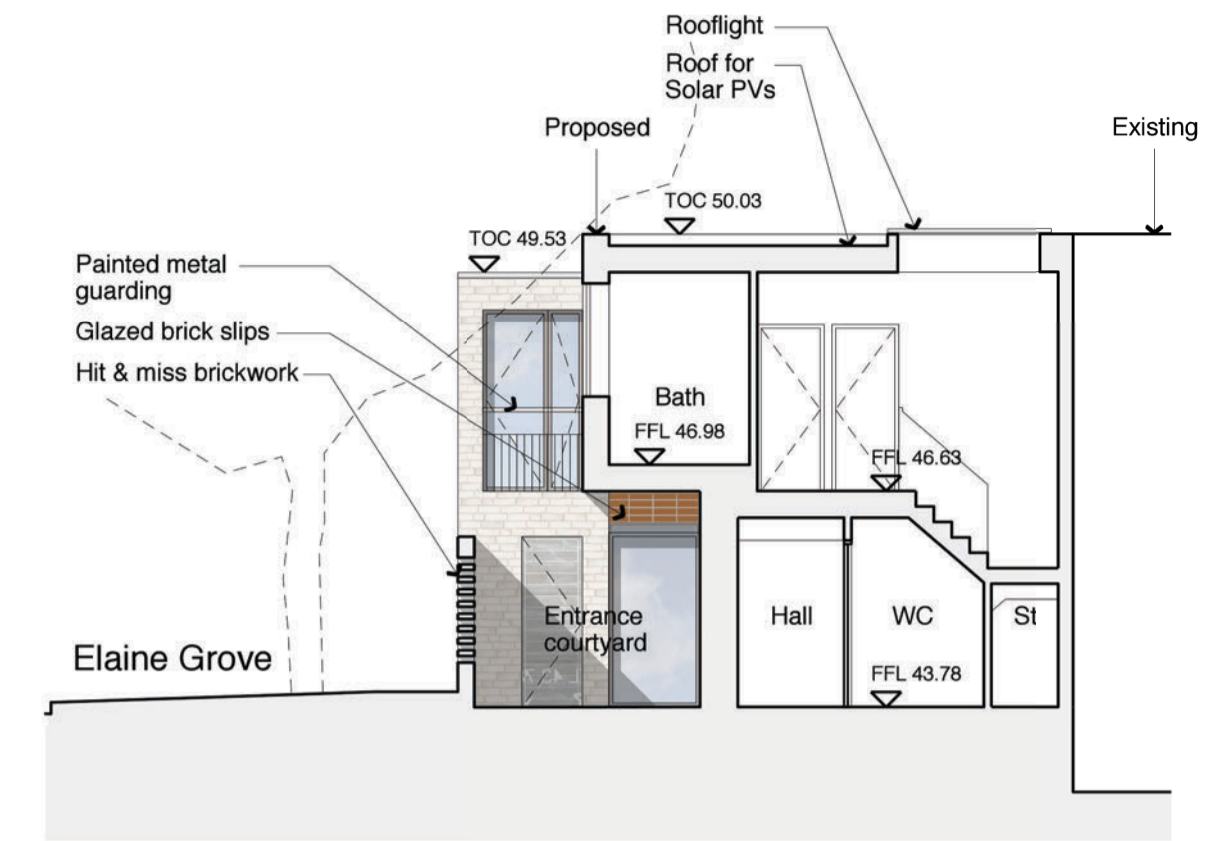 Rooflight
Roof for
Solar PVs
Proposed
Existing
TOC 50.03
TOC 49.53
Painted metal
guarding
Glazed brick slips
Hit & miss brickwork
Bath
FFL 46.98
FFL 46.63
Entrance
courtyard
Hall
WC
St
Elaine Grove
FFL 43.78